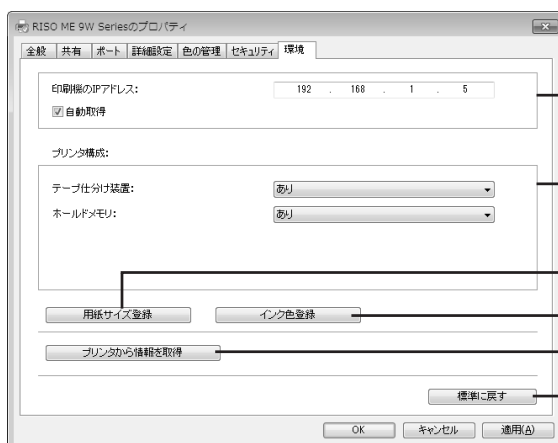 RISO ME 9W Seriesのプロパティ
全般 共有 ポート 詳細設定 色の管理 セキュリティ 環境
印刷機のIPアドレス: 192 . 168 . 1 . 5
自動取得
プリンタ構成:
テープ仕分け装置: あり
ホールドメモリ: あり
用紙サイズ登録 インク色登録
プリンタから情報を取得
標準に戻す
OK キャンセル 適用(A)